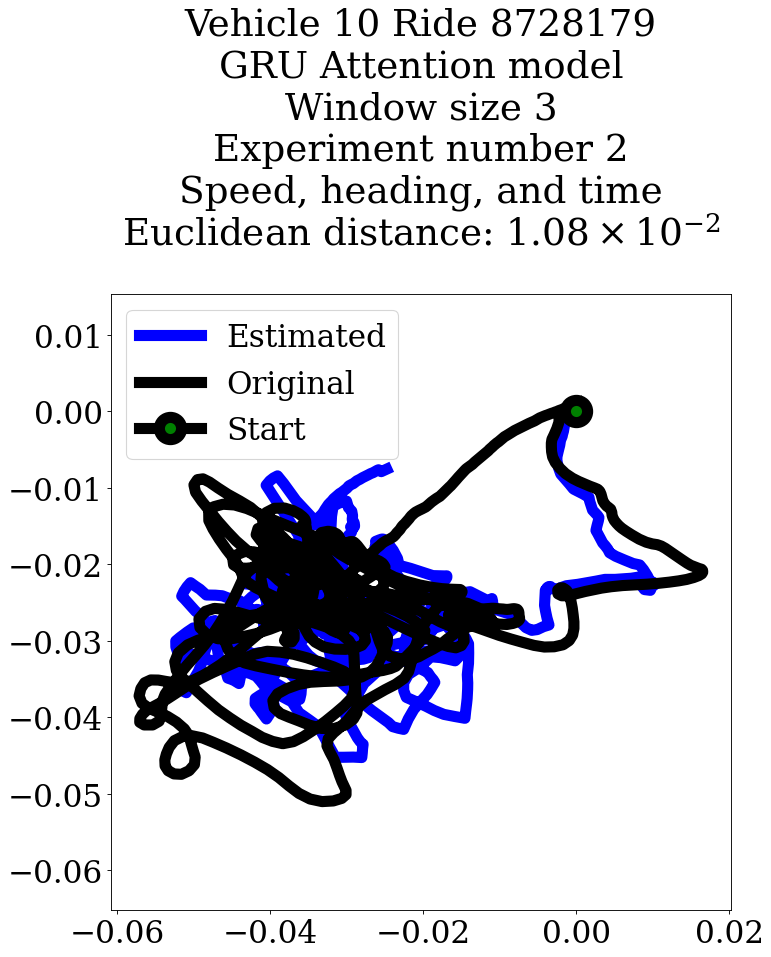 Vehicle 10 Ride 8728179
GRU Attention model
Window size 3
Experiment number 2
Speed, heading, and time
Euclidean distance: 1.08 × 10⁻²
Estimated
Original
Start
0.01
0.00
−0.01
−0.02
−0.03
−0.04
−0.05
−0.06
−0.06 −0.04 −0.02 0.00 0.02